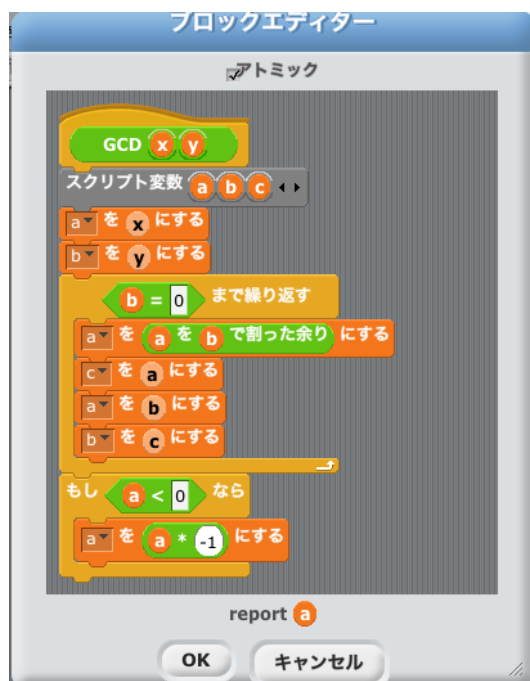 ブロックエディター
アトミック
GCD x y
スクリプト変数 a b c
a を x にする
b を y にする
b = 0 まで繰り返す
a を a を b で割った余り にする
c を a にする
a を b にする
b を c にする
もし a < 0 なら
a を a * -1 にする
report a
OK キャンセル